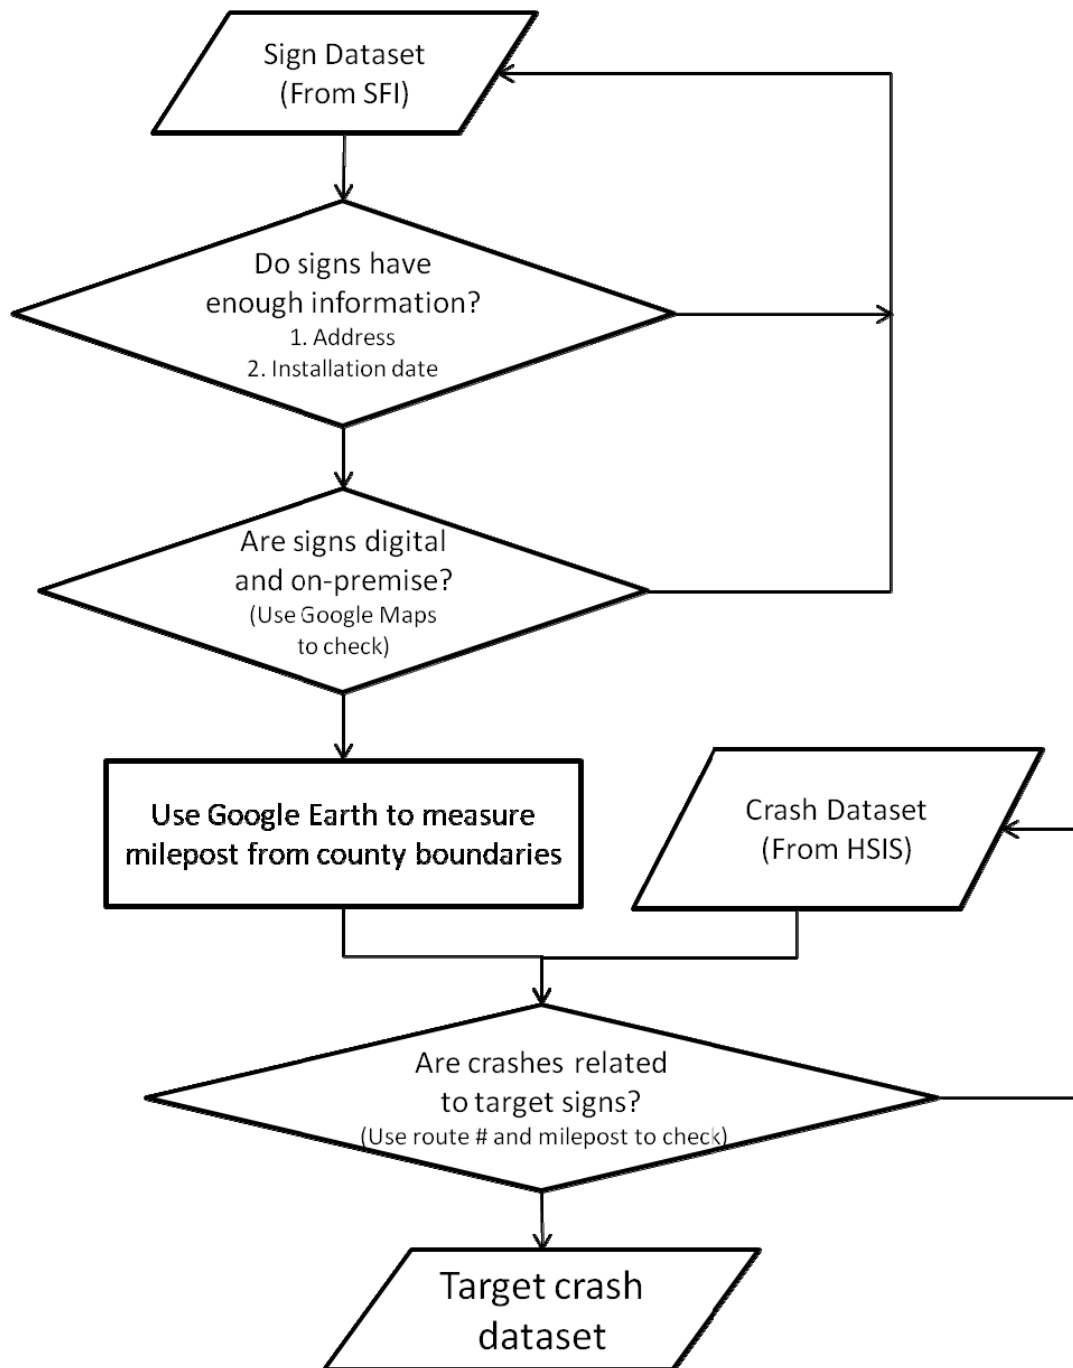 Sign Dataset
(From SFI)
Do signs have
enough information?
1. Address
2. Installation date
Are signs digital
and on-premise?
(Use Google Maps
to check)
Use Google Earth to measure
milepost from county boundaries
Crash Dataset
(From HSIS)
Are crashes related
to target signs?
(Use route # and milepost to check)
Target crash
dataset